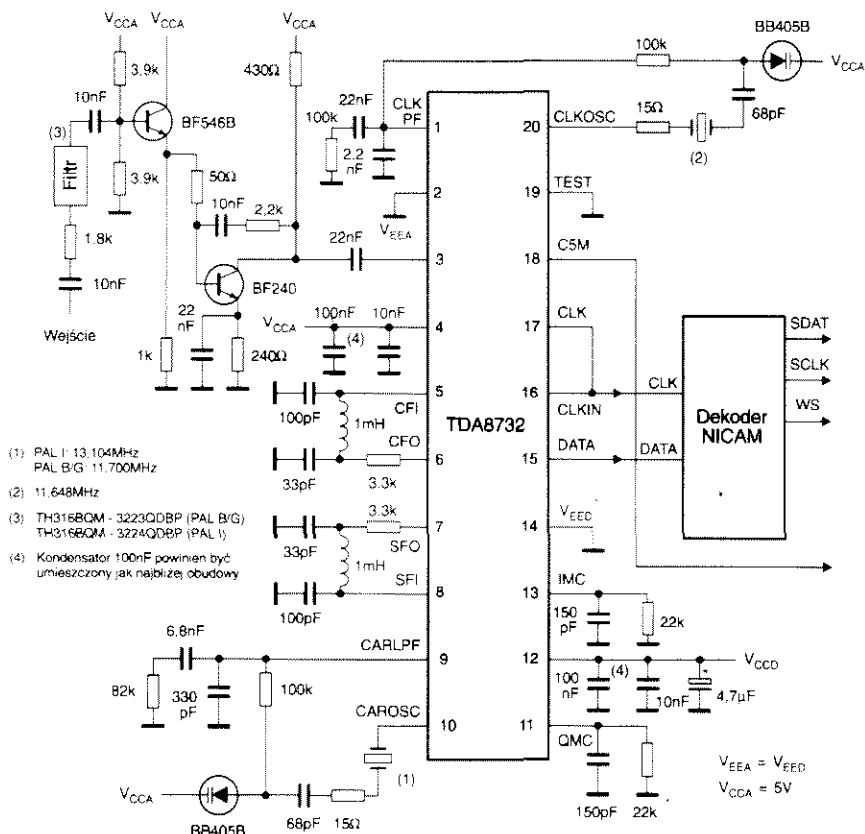 VCCA VCCA VCCA
BB405B
VCCA
3.9k
430Ω
100k
10nF
BF546B
22nF
CLK
PF
100k
2.2
nF
68pF
15Ω
CLKOSC
(2)
1
20
(3)
Filtr
3.9k
50Ω
10nF
2,2k
2
19
TEST
VEEA
1.8k
22nF
3
18
C5M
10nF
BF240
Wejście
22
nF
VCCA
100nF
10nF
(4)
4
17
CLK
SDAT
1k
240Ω
5
16
CLK
SCLK
100pF
CFI
1mH
CFO
TDA8732
CLKIN
Dekoder
NICAM
WS
DATA
DATA
6
15
33pF
3.3k
(1) PAL I: 13,104MHz
PAL B/G: 11,700MHz
(2) 11,648MHz
(3) TH316BQM - 3223QDBP (PAL B/G)
TH316BQM - 3224QDBP (PAL I)
(4) Kondensator 100nF powinien być
umieszczony jak najbliżej obudowy
3.3k
7
14
VEED
33pF
SFO
1mH
SFI
8
13
IMC
100pF
150
pF
22k
6.8nF
CARLPF
9
12
(4)
VCCD
82k
330
pF
100k
100
nF
10nF
+
4,7µF
CAROSC
10
11
QMC
(1)
VCCA
BB405B
68pF
15Ω
150pF
22k
VEEA = VEED
VCCA = 5V